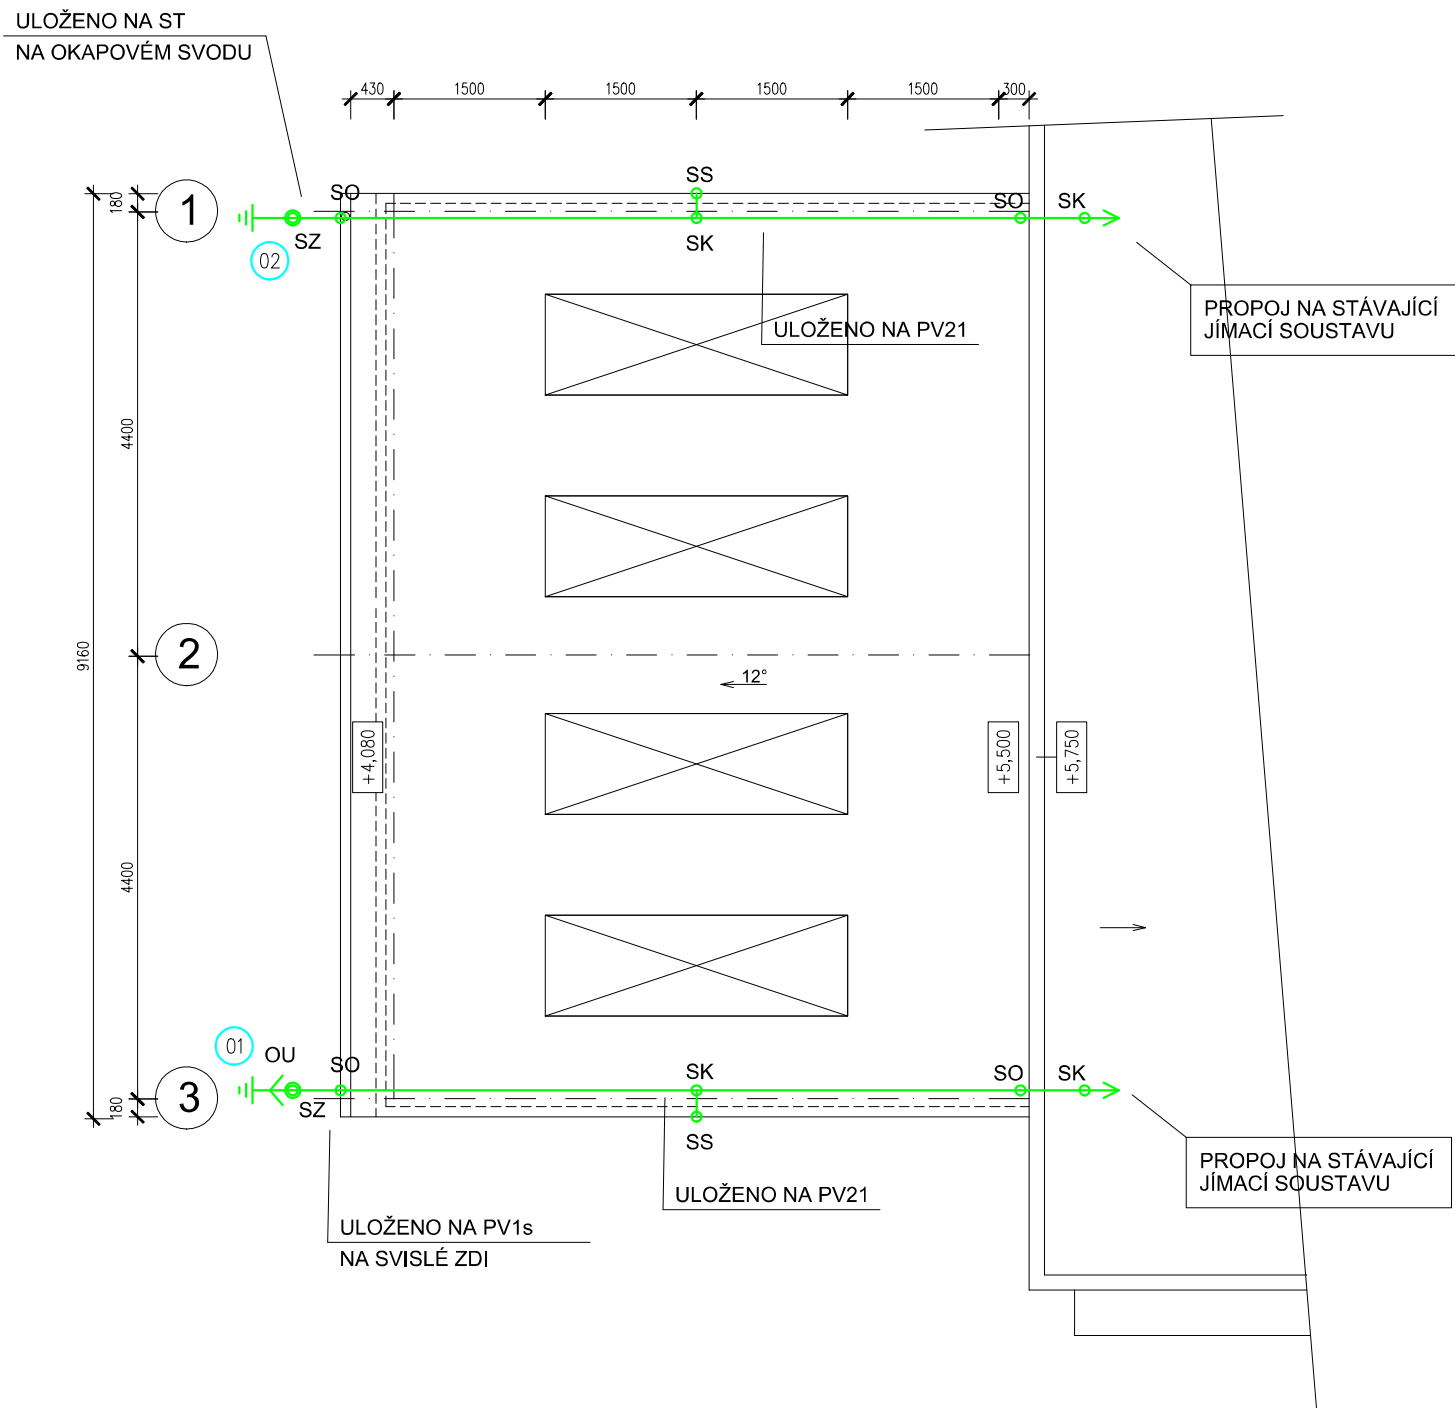 ULOŽENO NA ST
NA OKAPOVÉM SVODU
430
1500
1500
1500
1500
300
180
1
SO
SS
SO
SK
SZ
SK
02
PROPOJ NA STÁVAJÍCÍ
JÍMACÍ SOUSTAVU
ULOŽENO NA PV21
4400
9160
2
12°
+4,080
+5,500
+5,750
4400
01
OU
SO
SK
SO
SK
3
180
SZ
SS
PROPOJ NA STÁVAJÍCÍ
JÍMACÍ SOUSTAVU
ULOŽENO NA PV21
ULOŽENO NA PV1s
NA SVISLÉ ZDI